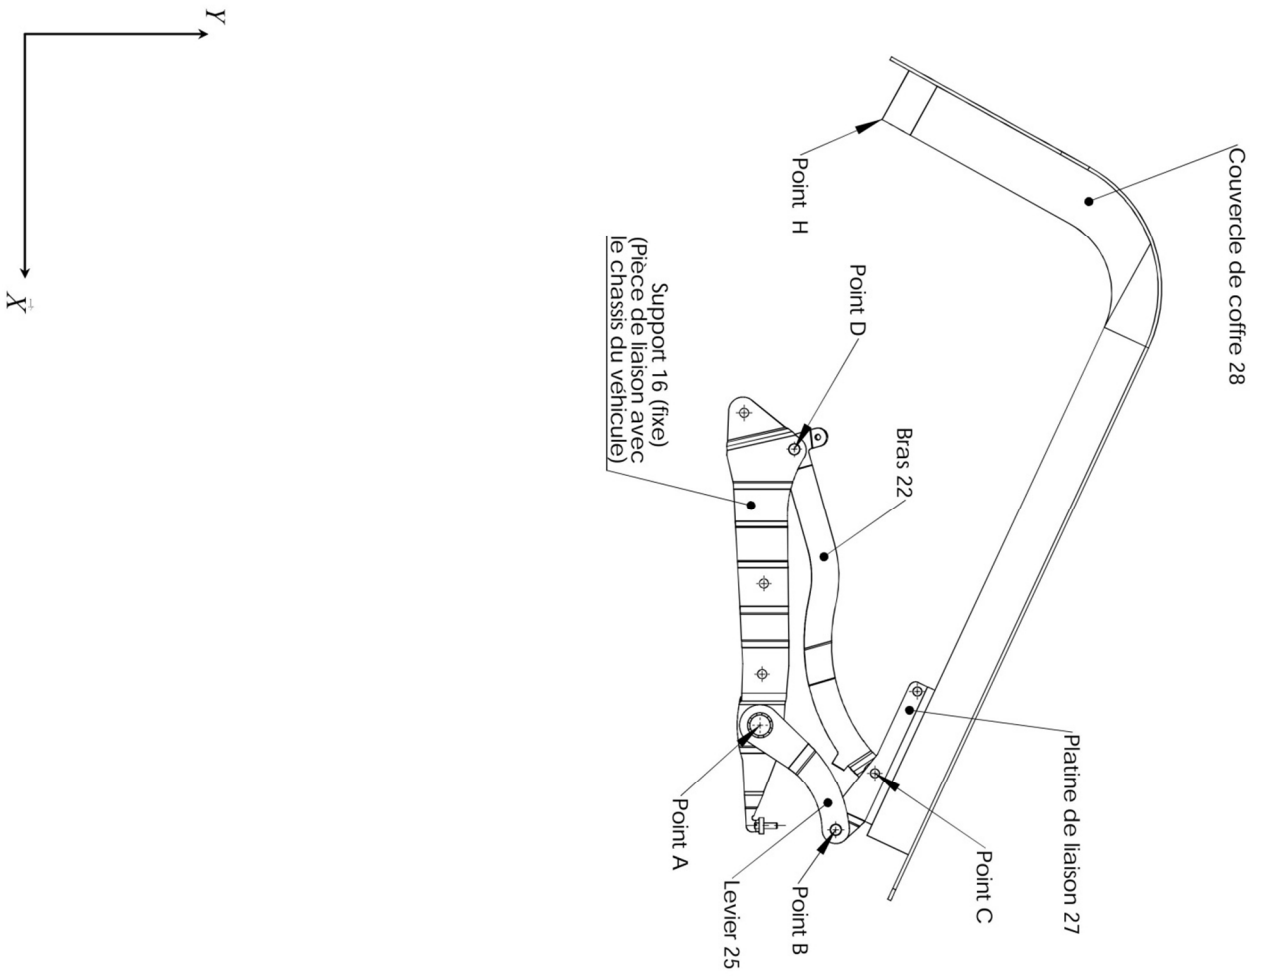 Y
X
Couvercle de coffre 28
Point H
Point D
Support 16 (fixe)
(Pièce de liaison avec
le chassis du véhicule)
Bras 22
Platine de liaison 27
Point C
Point B
Levier 25
Point A